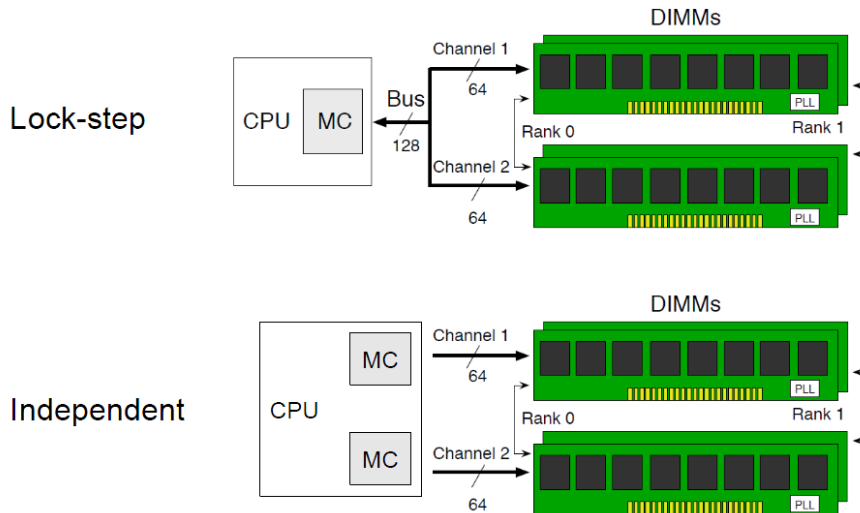 DIMMs
Channel 1
64
PLL
Lock-step
CPU
MC
Bus
128
Rank 0
Rank 1
Channel 2
64
PLL
DIMMs
Channel 1
64
PLL
Independent
CPU
MC
MC
Rank 0
Rank 1
Channel 2
64
PLL